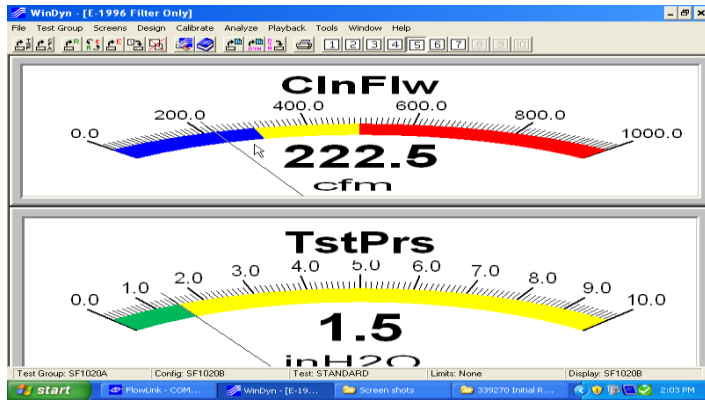 WinDyn - [E-1996 Filter Only]
File Test Group Screens Design Calibrate Analyze Playback Tools Window Help
1 2 3 4 5 6 7 8 9 10
ClnFlw
0.0 200.0 400.0 600.0 800.0 1000.0
222.5
cfm
TstPrs
0.0 1.0 2.0 3.0 4.0 5.0 6.0 7.0 8.0 9.0 10.0
1.5
inH2O
Test Group: SF1020A Config: SF1020B Test: STANDARD Limits: None Display: SF1020B
start FlowLink - COM... WinDyn - [E-19... Screen shots 339270 Initial R... 2:03 PM